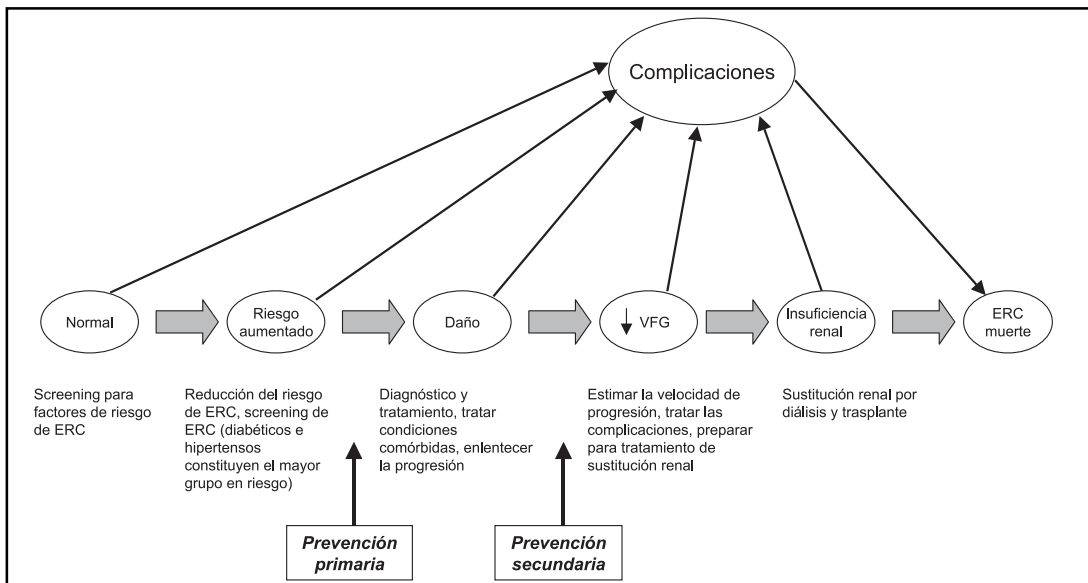 Complicaciones
Normal
Riesgo
aumentado
Daño
VFG
Insuficiencia
renal
ERC
muerte
Screening para
factores de riesgo
de ERC
Reducción del riesgo
de ERC, screening de
ERC (diabéticos e
hipertensos
constituyen el mayor
grupo en riesgo)
Diagnóstico y
tratamiento, tratar
condiciones
comórbidas, enlentecer
la progresión
Estimar la velocidad de
progresión, tratar las
complicaciones, preparar
para tratamiento de
sustitución renal
Sustitución renal por
diálisis y trasplante
Prevención
primaria
Prevención
secundaria